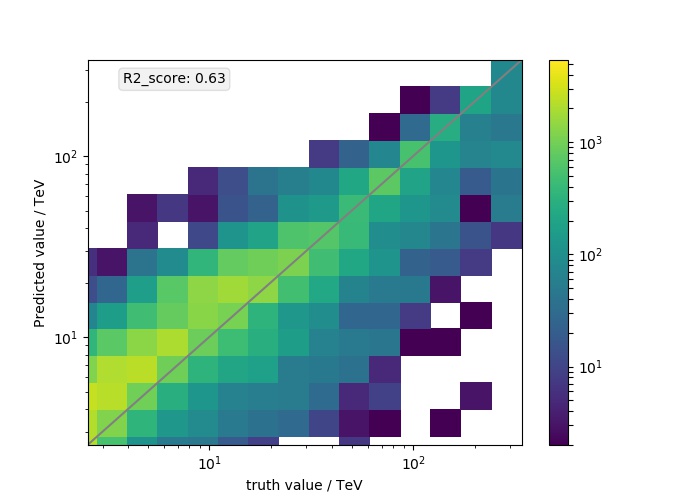 R2_score: 0.63
10²
10¹
Predicted value / TeV
10¹
10²
truth value / TeV
10³
10²
10¹